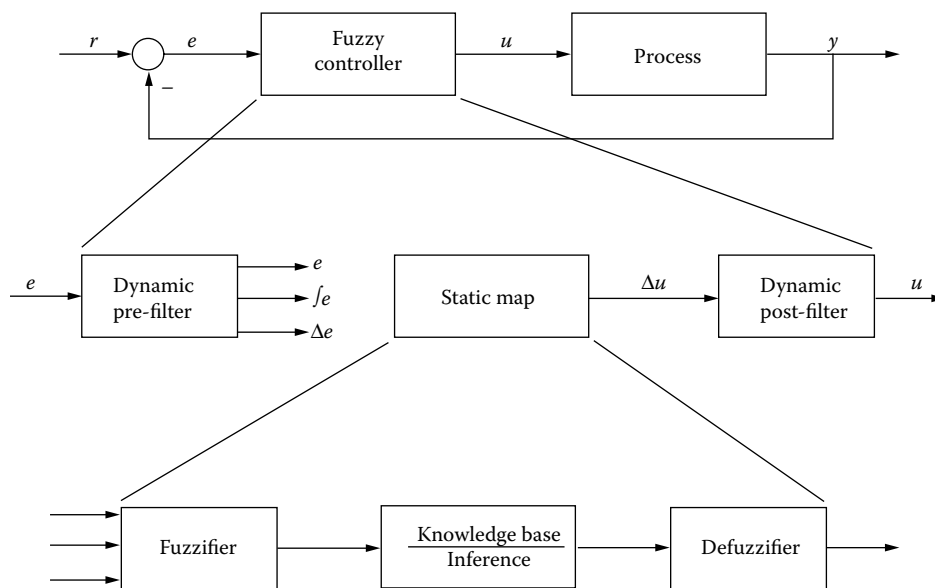 r
e
Fuzzy
controller
u
Process
y
−
e
Dynamic
pre-filter
e
∫e
Δe
Static map
Δu
Dynamic
post-filter
u
Fuzzifier
Knowledge base
Inference
Defuzzifier